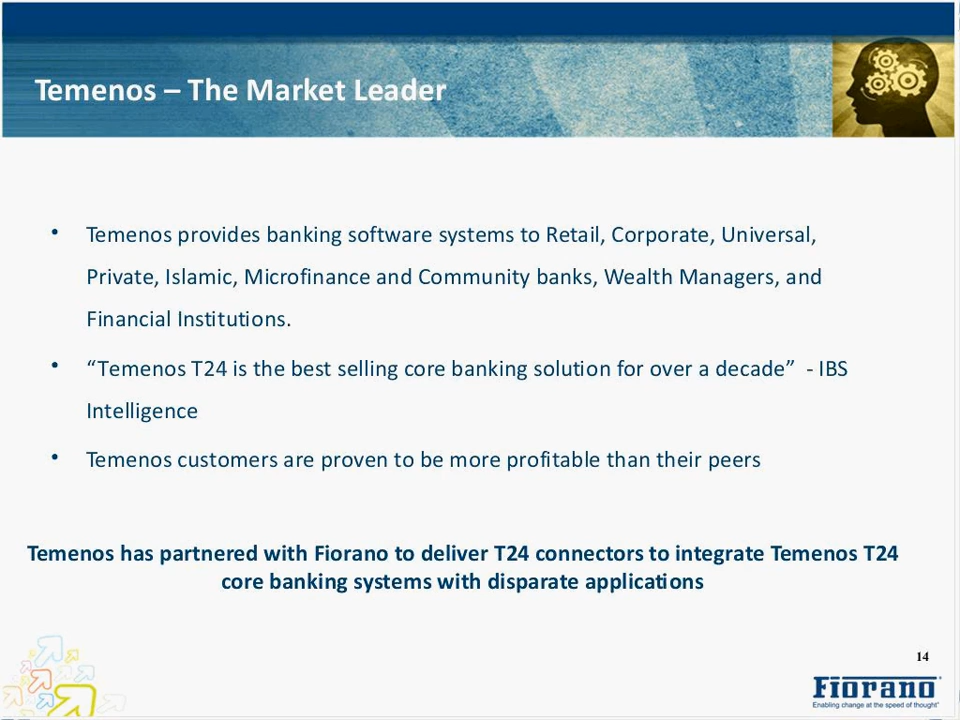 Temenos – The Market Leader
• Temenos provides banking software systems to Retail, Corporate, Universal,
Private, Islamic, Microfinance and Community banks, Wealth Managers, and
Financial Institutions.
• “Temenos T24 is the best selling core banking solution for over a decade” - IBS
Intelligence
• Temenos customers are proven to be more profitable than their peers
Temenos has partnered with Fiorano to deliver T24 connectors to integrate Temenos T24
core banking systems with disparate applications
14
Fiorano®
Enabling change at the speed of thought™